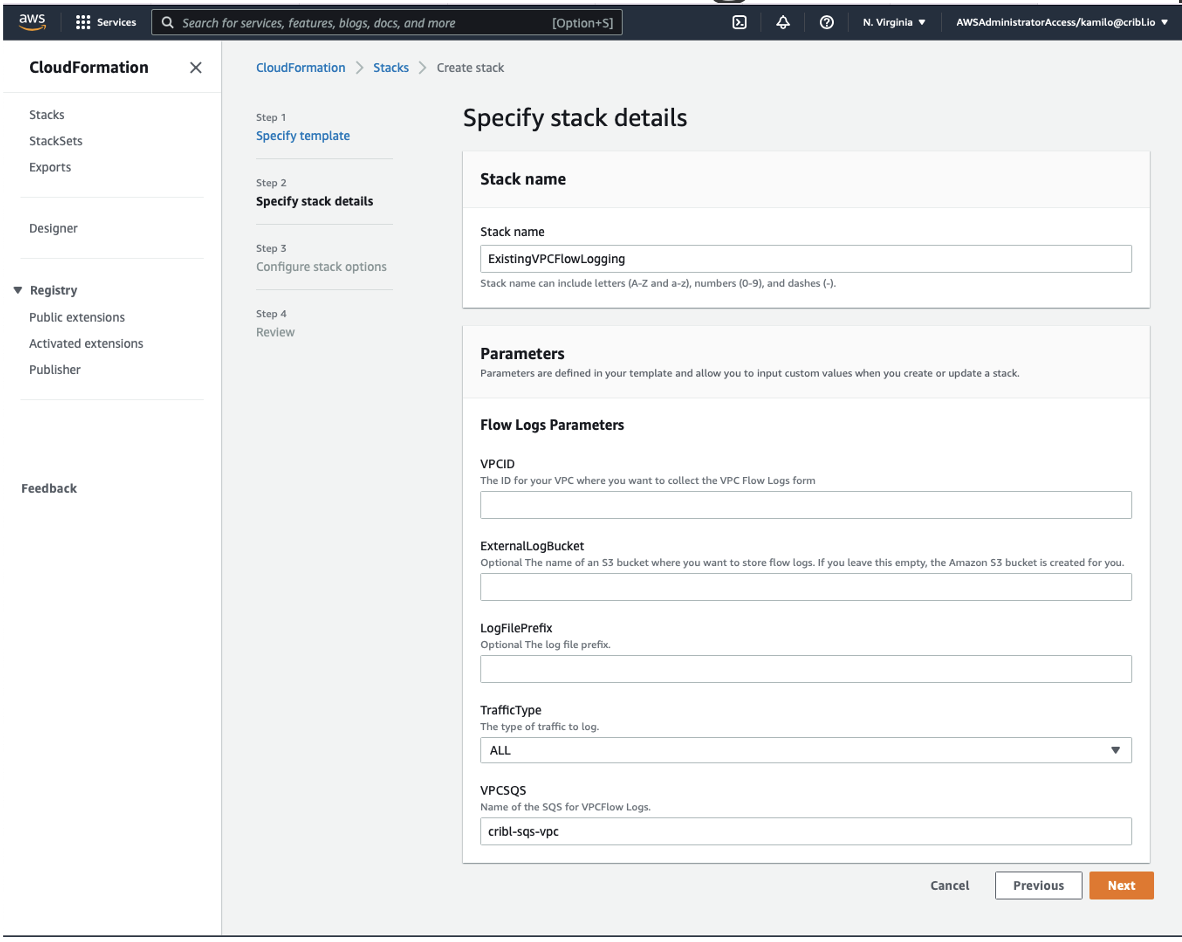 aws
Services
Search for services, features, blogs, docs, and more [Option+S]
N. Virginia ▼
AWSAdministratorAccess/kamilo@cribl.io ▼
CloudFormation
Stacks
StackSets
Exports
Designer
▼ Registry
Public extensions
Activated extensions
Publisher
Feedback
CloudFormation > Stacks > Create stack
Step 1
Specify template
Step 2
Specify stack details
Step 3
Configure stack options
Step 4
Review
Specify stack details
Stack name
Stack name
ExistingVPCFlowLogging
Stack name can include letters (A-Z and a-z), numbers (0-9), and dashes (-).
Parameters
Parameters are defined in your template and allow you to input custom values when you create or update a stack.
Flow Logs Parameters
VPCID
The ID for your VPC where you want to collect the VPC Flow Logs form
ExternalLogBucket
Optional The name of an S3 bucket where you want to store flow logs. If you leave this empty, the Amazon S3 bucket is created for you.
LogFilePrefix
Optional The log file prefix.
TrafficType
The type of traffic to log.
ALL
VPCSQS
Name of the SQS for VPCFlow Logs.
cribl-sqs-vpc
Cancel
Previous
Next